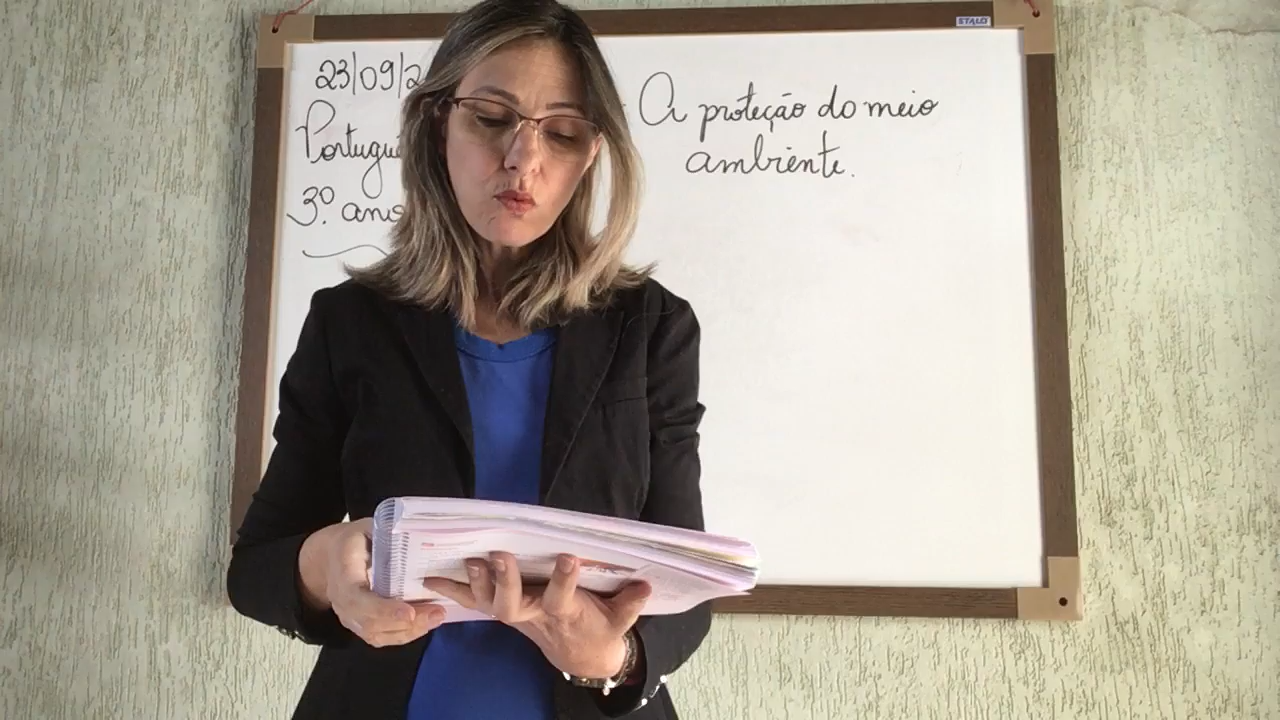 STALO
23/09/2
Portuguê
3º. ano
A proteção do meio
ambiente.